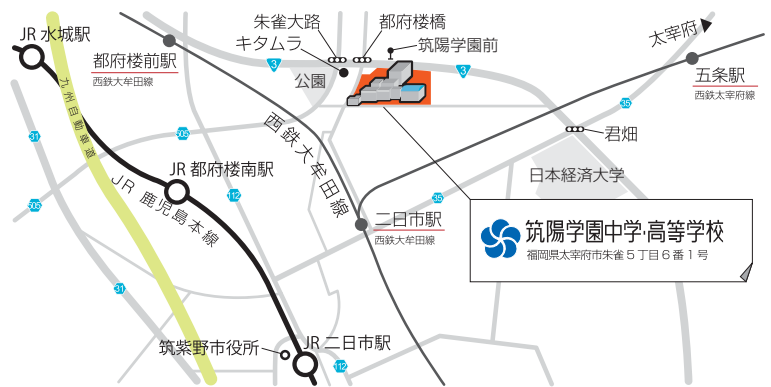 朱雀大路
都府楼橋
JR 水城駅
キタムラ
筑陽学園前
太宰府
都府楼前駅
西鉄大牟田線
3
公園
3
五条駅
西鉄太宰府線
九州自動車道
35
31
505
西鉄大牟田線
君畑
JR 都府楼南駅
日本経済大学
112
35
505
JR 鹿児島本線
二日市駅
西鉄大牟田線
筑陽学園中学・高等学校
福岡県太宰府市朱雀５丁目６番１号
31
筑紫野市役所
JR 二日市駅
112